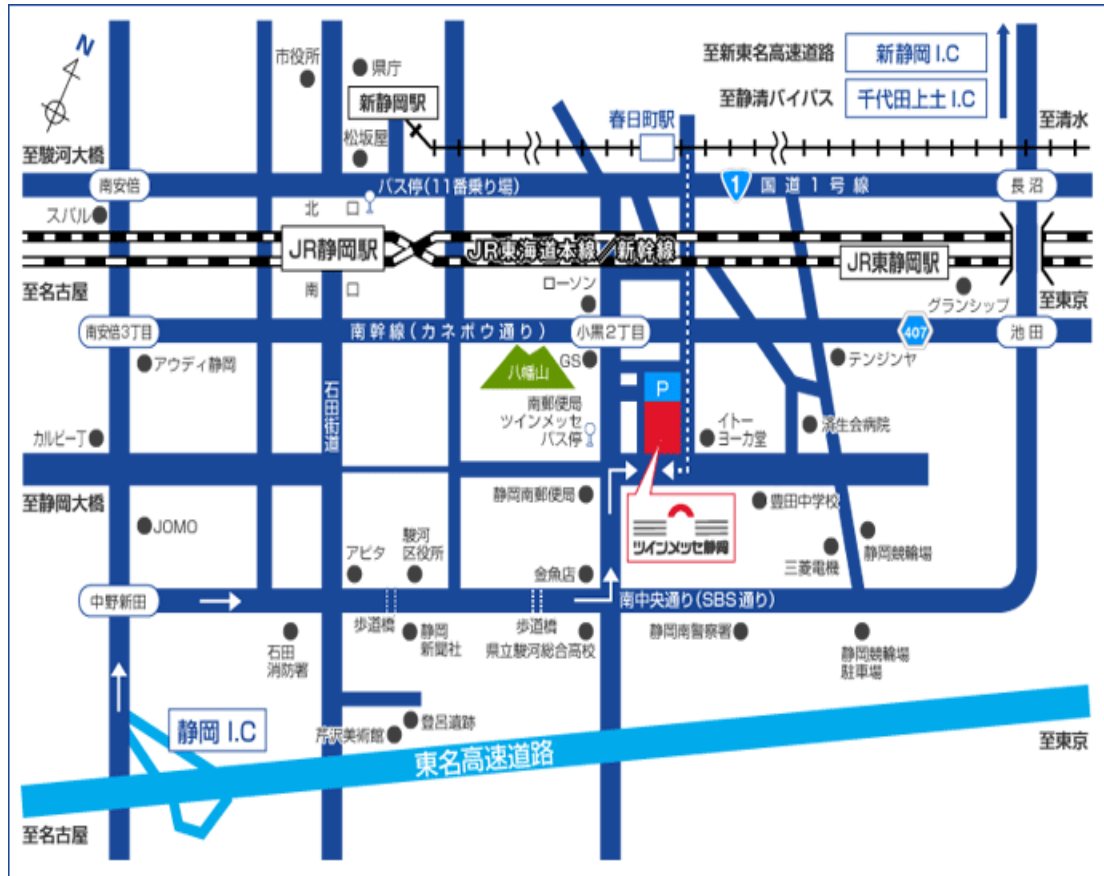 N
市役所
県庁
至新東名高速道路
新静岡 I.C
至静清バイパス
千代田上土 I.C
新静岡駅
春日町駅
至清水
松坂屋
至駿河大橋
南安倍
バス停(11番乗り場)
1
国道1号線
長沼
スバル
北口
JR静岡駅
JR東海道本線/新幹線
JR東静岡駅
至名古屋
南口
ローソン
グランシップ
至東京
南安倍3丁目
南幹線(カネボウ通り)
小黒2丁目
407
池田
アウディ静岡
八幡山
GS
テンジンヤ
P
石田街道
南郵便局
ツインメッセ
バス停
イトー
ヨーカ堂
済生会病院
カルビー丁
至静岡大橋
静岡南郵便局
豊田中学校
JOMO
駿河
区役所
ツインメッセ静岡
静岡競輪場
三菱電機
アピタ
金魚店
中野新田
南中央通り(SBS通り)
歩道橋
静岡
新聞社
歩道橋
県立駿河総合高校
静岡南警察署
石田
消防署
静岡競輪場
駐車場
静岡 I.C
登呂遺跡
芹沢美術館
東名高速道路
至東京
至名古屋